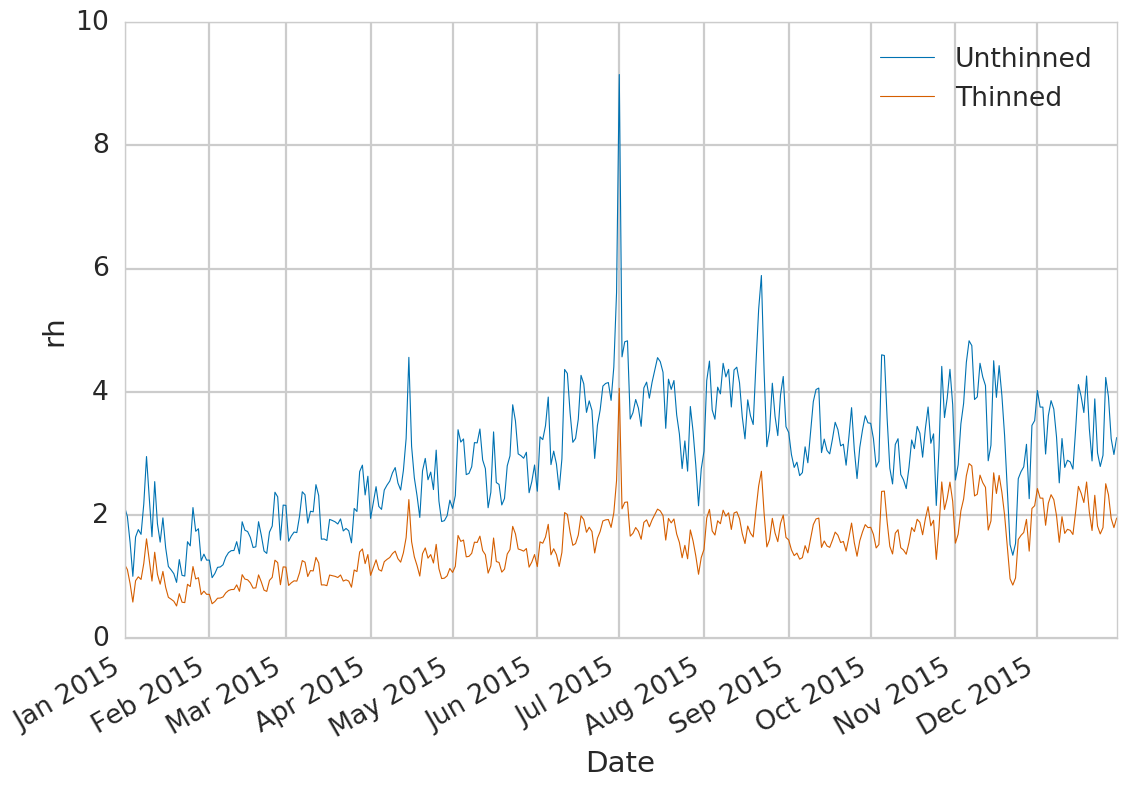 10
8
6
4
2
0
rh
Unthinned
Thinned
Jan 2015
Feb 2015
Mar 2015
Apr 2015
May 2015
Jun 2015
Jul 2015
Aug 2015
Sep 2015
Oct 2015
Nov 2015
Dec 2015
Date